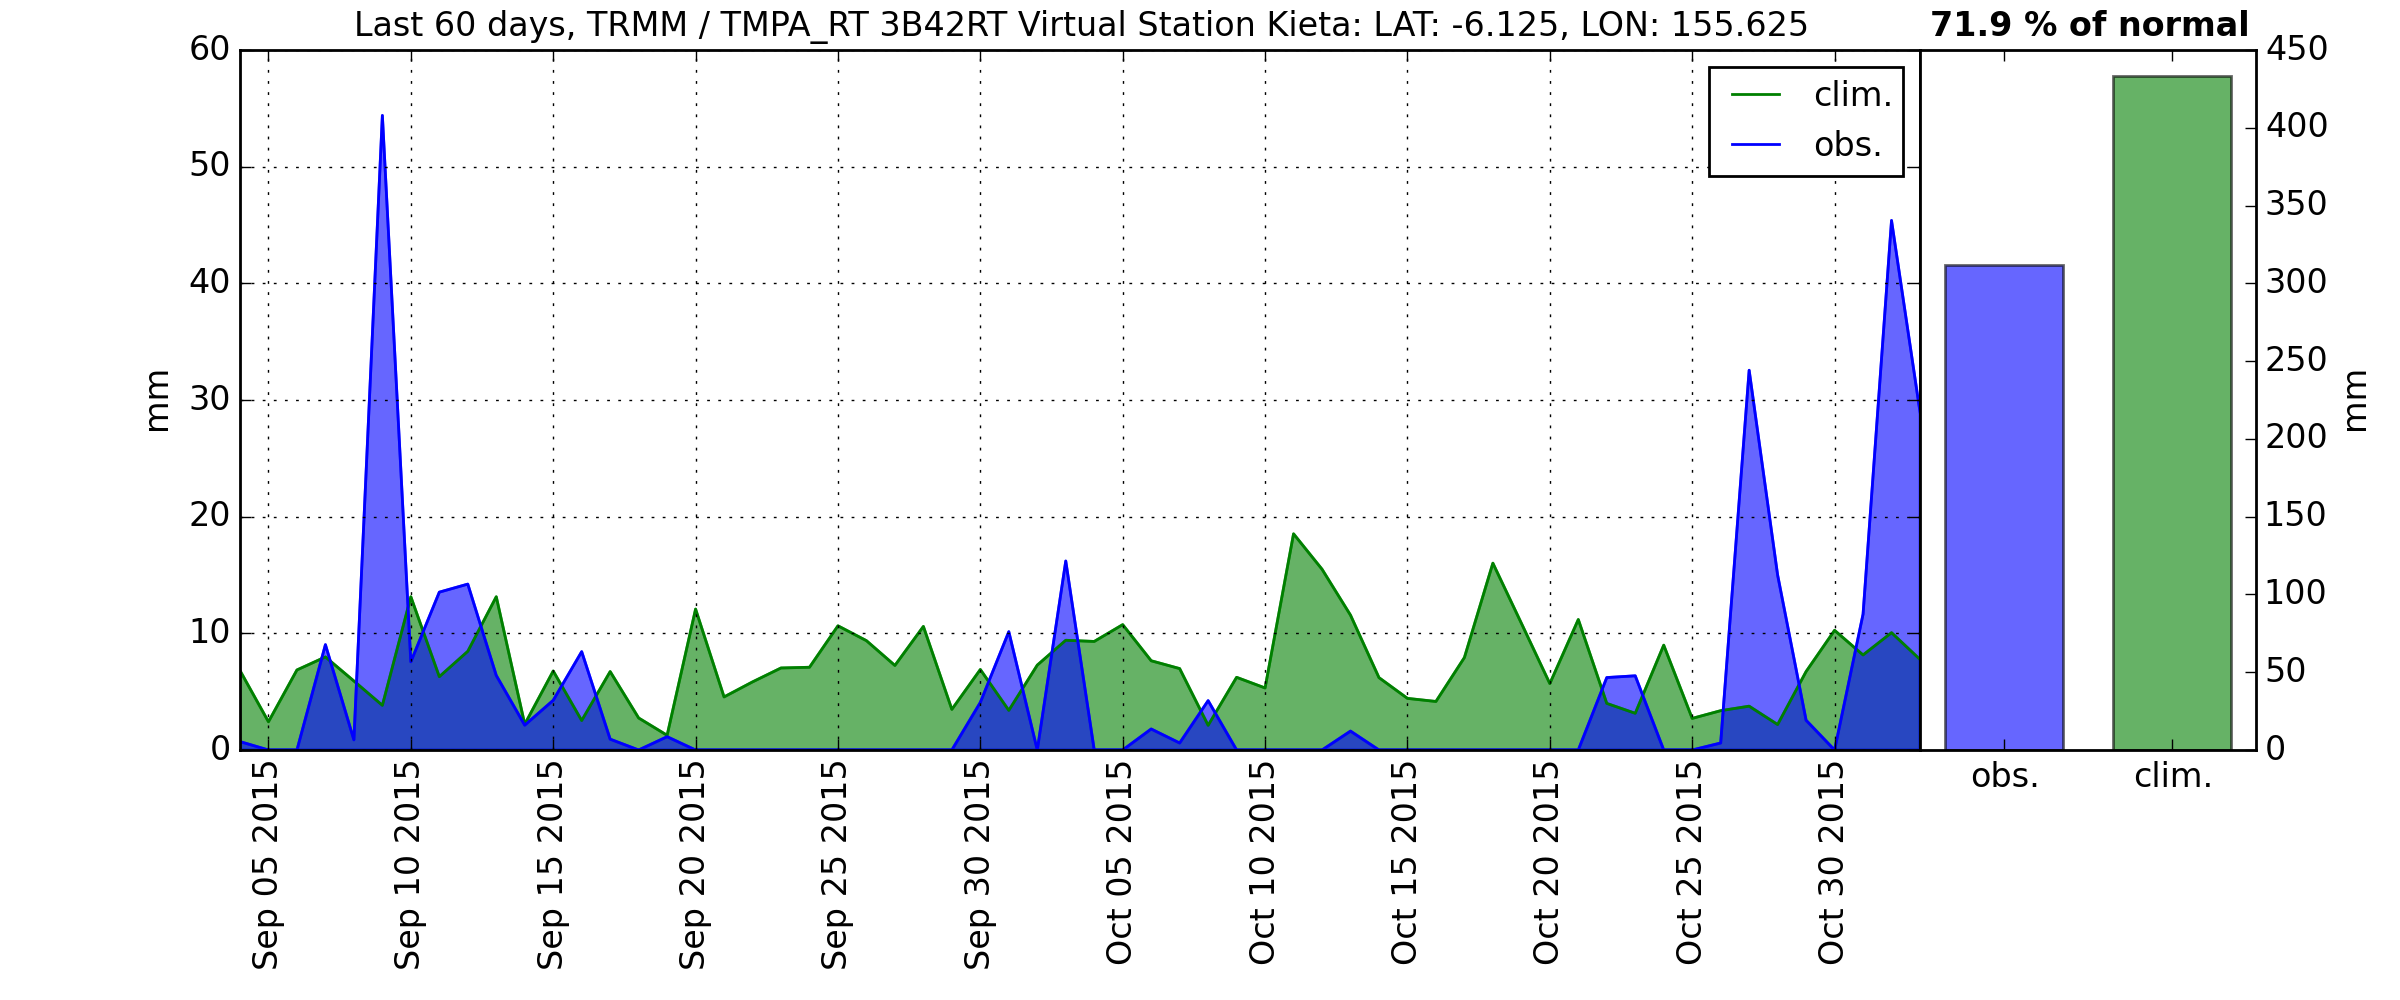 Last 60 days, TRMM / TMPA_RT 3B42RT Virtual Station Kieta: LAT: -6.125, LON: 155.625
71.9 % of normal
60
50
40
30
20
10
0
mm
clim.
obs.
450
400
350
300
250
200
150
100
50
0
mm
Sep 05 2015
Sep 10 2015
Sep 15 2015
Sep 20 2015
Sep 25 2015
Sep 30 2015
Oct 05 2015
Oct 10 2015
Oct 15 2015
Oct 20 2015
Oct 25 2015
Oct 30 2015
obs.
clim.